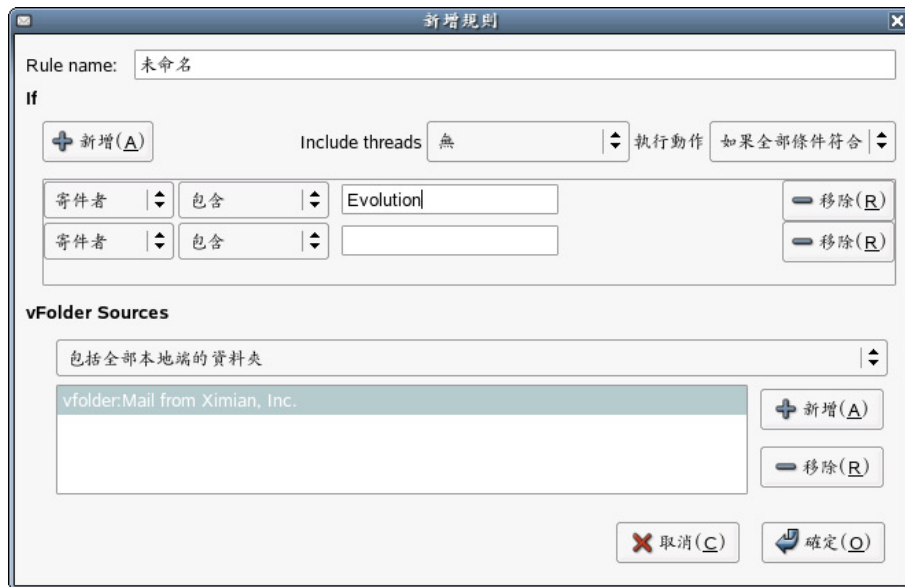 新增規則
Rule name: 未命名
If
新增(A) Include threads 無 執行動作 如果全部條件符合
寄件者 包含 Evolution 移除(R)
寄件者 包含 移除(R)
vFolder Sources
包括全部本地端的資料夾
vfolder:Mail from Ximian, Inc.
新增(A)
移除(R)
取消(C) 確定(O)